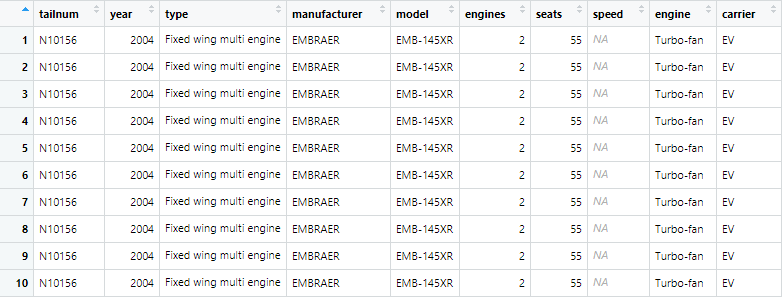 tailnum year type manufacturer model engines seats speed engine carrier
1 N10156 2004 Fixed wing multi engine EMBRAER EMB-145XR 2 55 NA Turbo-fan EV
2 N10156 2004 Fixed wing multi engine EMBRAER EMB-145XR 2 55 NA Turbo-fan EV
3 N10156 2004 Fixed wing multi engine EMBRAER EMB-145XR 2 55 NA Turbo-fan EV
4 N10156 2004 Fixed wing multi engine EMBRAER EMB-145XR 2 55 NA Turbo-fan EV
5 N10156 2004 Fixed wing multi engine EMBRAER EMB-145XR 2 55 NA Turbo-fan EV
6 N10156 2004 Fixed wing multi engine EMBRAER EMB-145XR 2 55 NA Turbo-fan EV
7 N10156 2004 Fixed wing multi engine EMBRAER EMB-145XR 2 55 NA Turbo-fan EV
8 N10156 2004 Fixed wing multi engine EMBRAER EMB-145XR 2 55 NA Turbo-fan EV
9 N10156 2004 Fixed wing multi engine EMBRAER EMB-145XR 2 55 NA Turbo-fan EV
10 N10156 2004 Fixed wing multi engine EMBRAER EMB-145XR 2 55 NA Turbo-fan EV